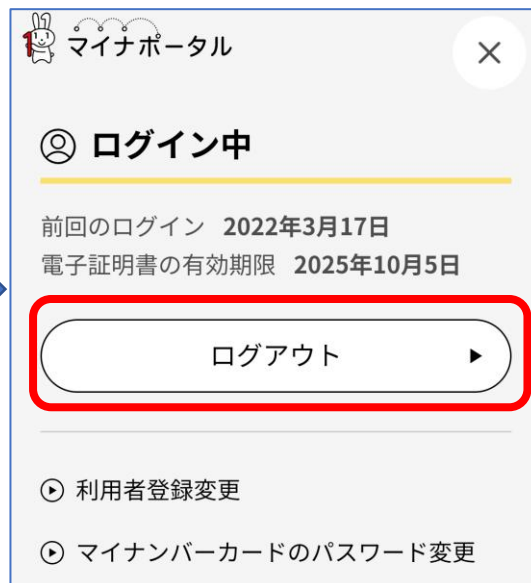 マイナポータル
ログイン中
前回のログイン 2022年3月17日
電子証明書の有効期限 2025年10月5日
ログアウト
利用者登録変更
マイナンバーカードのパスワード変更